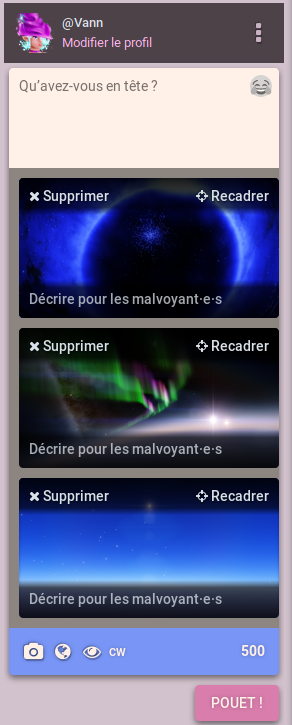 @Vann
Modifier le profil
Qu’avez-vous en tête ?
Supprimer Recadrer
Décrire pour les malvoyant·e·s
Supprimer Recadrer
Décrire pour les malvoyant·e·s
Supprimer Recadrer
Décrire pour les malvoyant·e·s
CW 500
POUET !